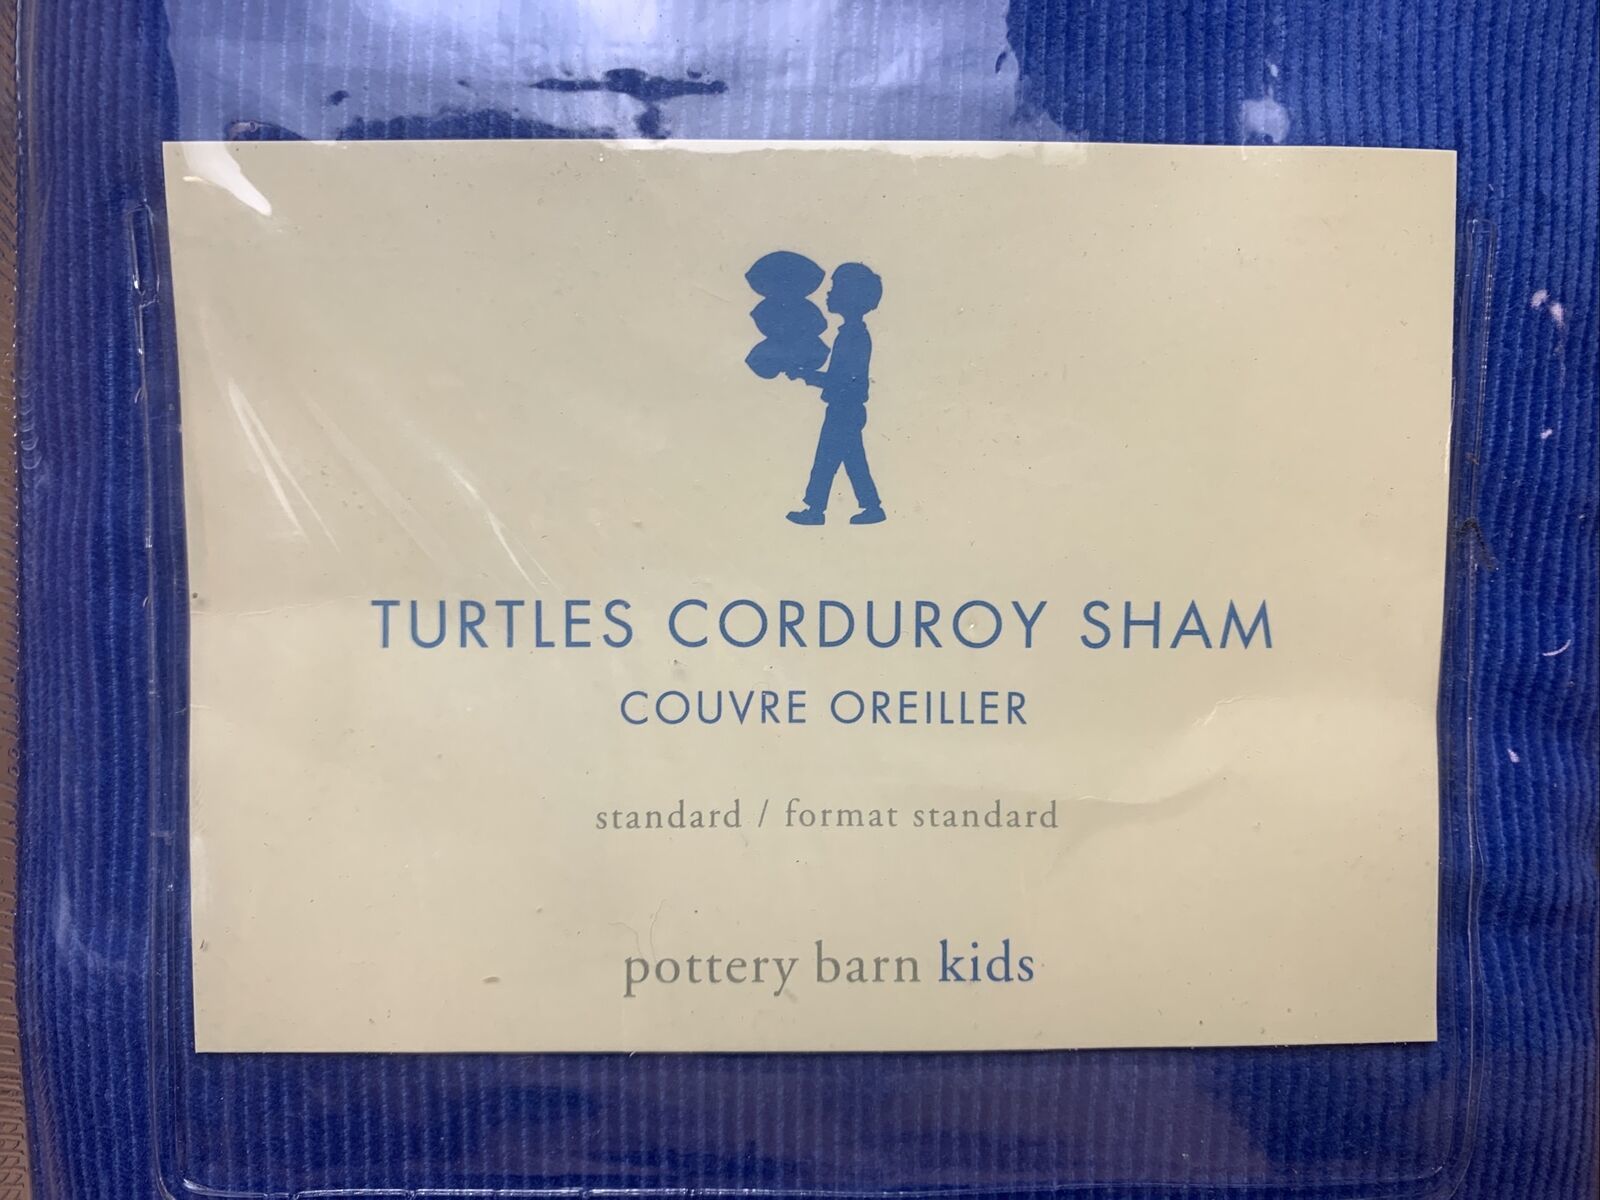 TURTLES CORDUROY SHAM
COUVRE OREILLER
standard / format standard
pottery barn kids